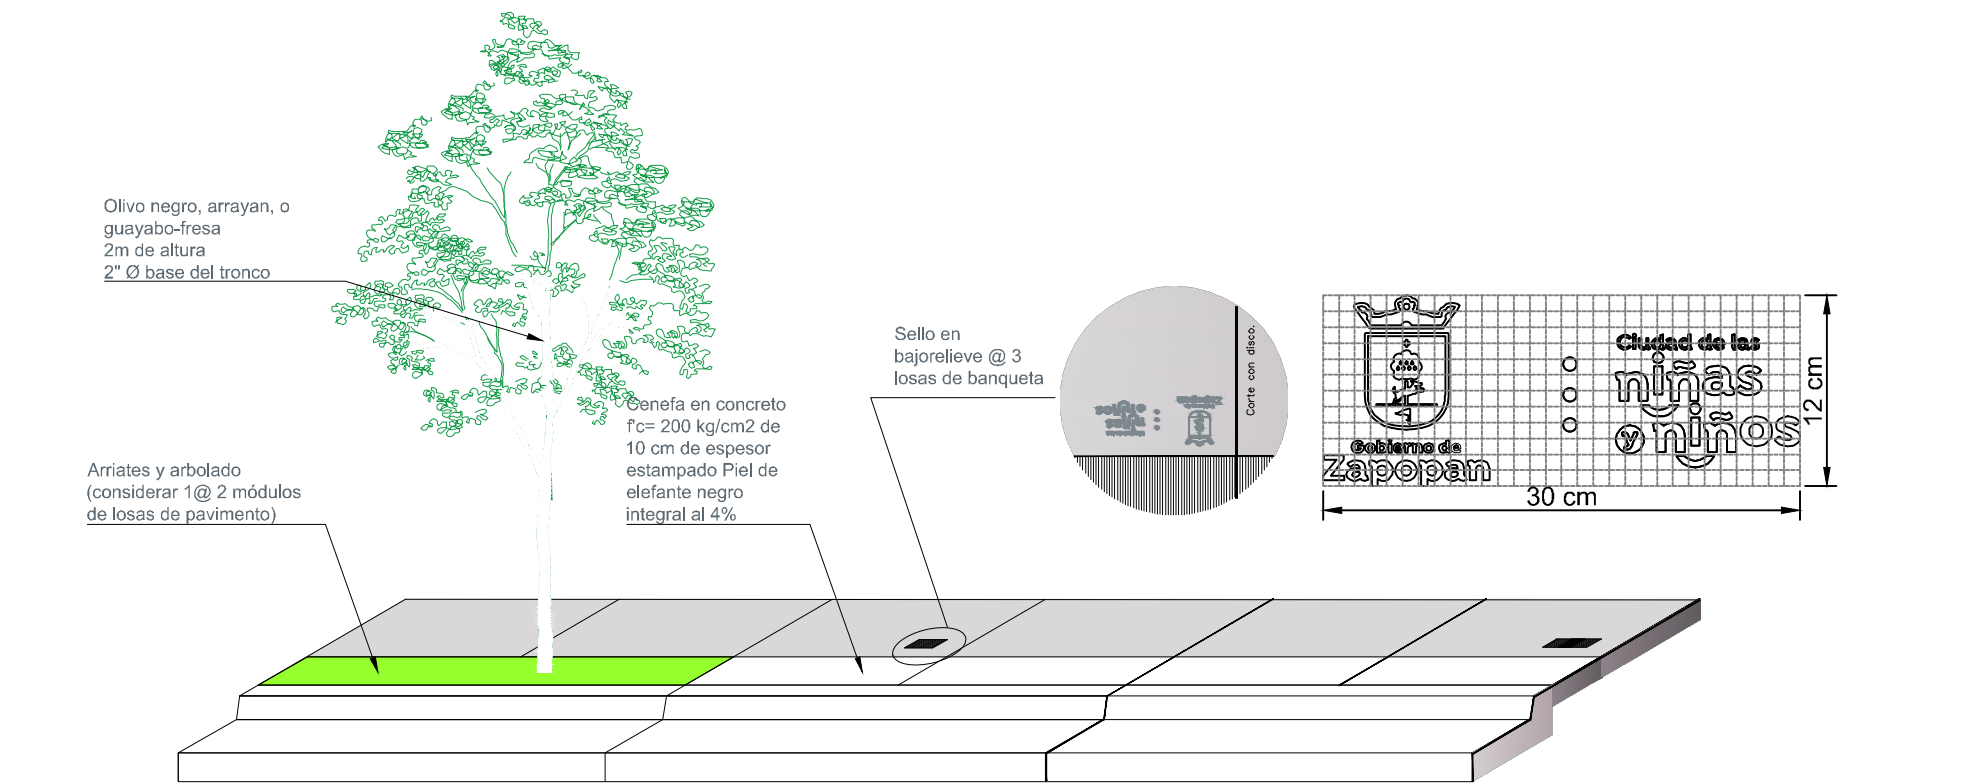 Olivo negro, arrayan, o
guayabo-fresa
2m de altura
2" Ø base del tronco
Arriates y arbolado
(considerar 1@ 2 módulos
de losas de pavimento)
Cenefa en concreto
f'c= 200 kg/cm2 de
10 cm de espesor
estampado Piel de
elefante negro
integral al 4%
Sello en
bajorelieve @ 3
losas de banqueta
Corte con disco.
Gobierno de
Zapopan
Ciudad de las
niñas
y niños
12 cm
30 cm